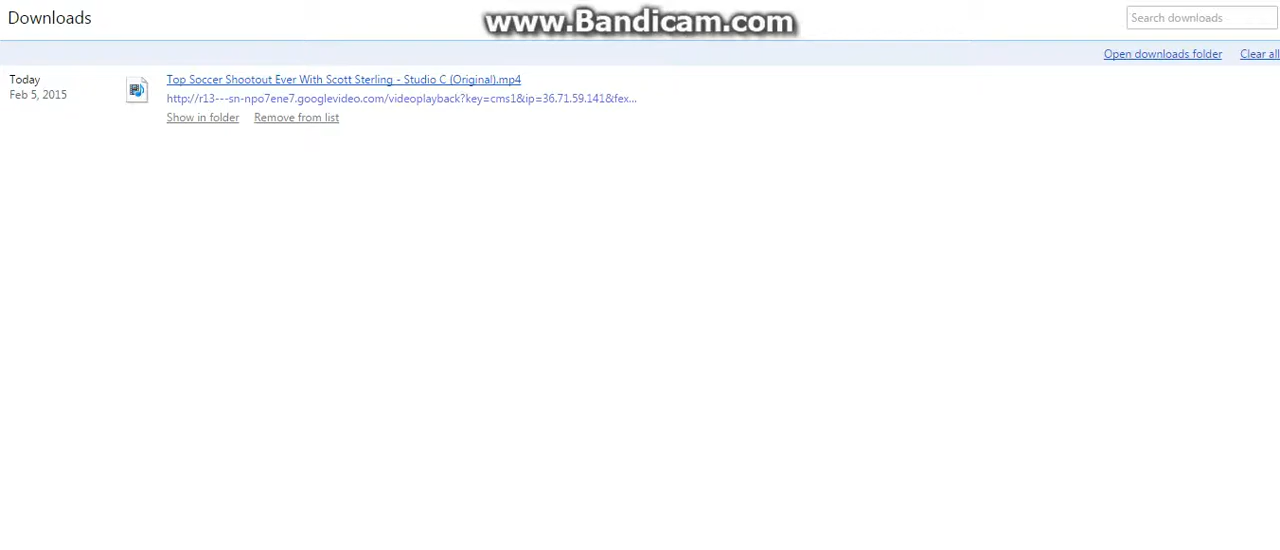 Downloads
www.Bandicam.com
Search downloads
Open downloads folder
Clear all
Today
Feb 5, 2015
Top Soccer Shootout Ever With Scott Sterling - Studio C (Original).mp4
http://r13---sn-npo7ene7.googlevideo.com/videoplayback?key=cms1&ip=36.71.59.141&fex...
Show in folder
Remove from list